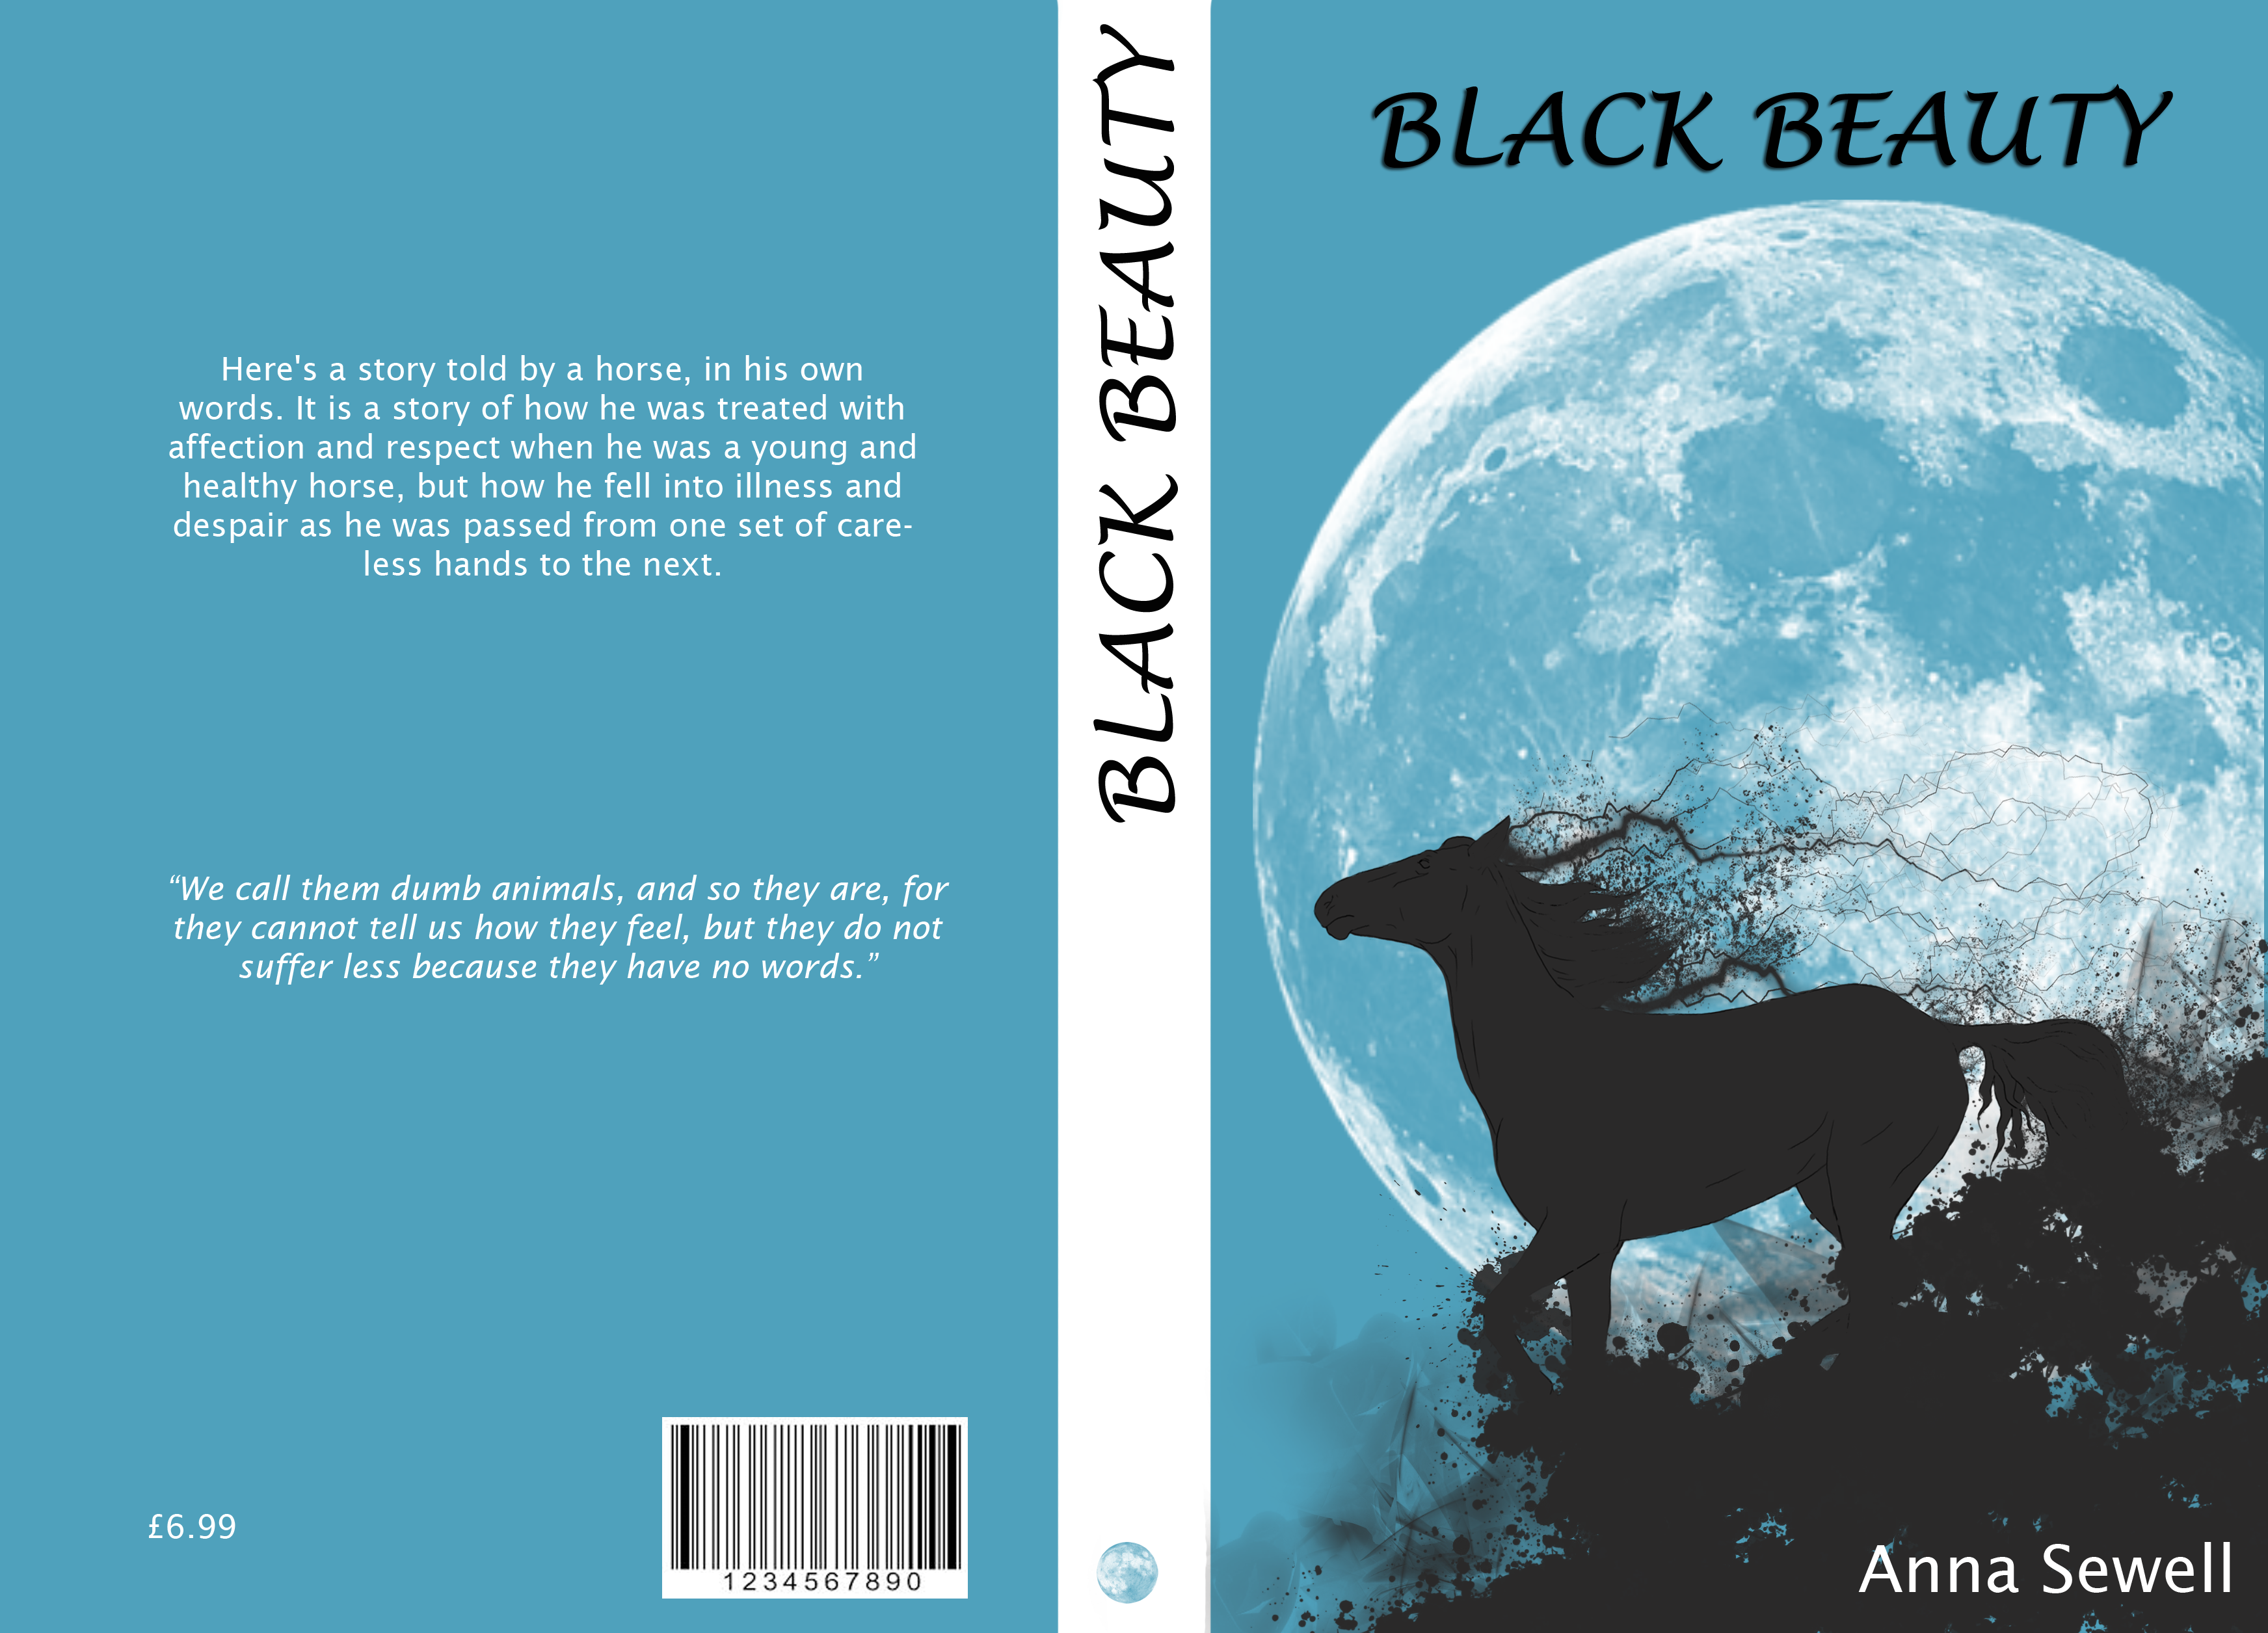 Here's a story told by a horse, in his own
words. It is a story of how he was treated with
affection and respect when he was a young and
healthy horse, but how he fell into illness and
despair as he was passed from one set of care-
less hands to the next.
“We call them dumb animals, and so they are, for
they cannot tell us how they feel, but they do not
suffer less because they have no words.”
£6.99
1234567890
BLACK BEAUTY
BLACK BEAUTY
Anna Sewell